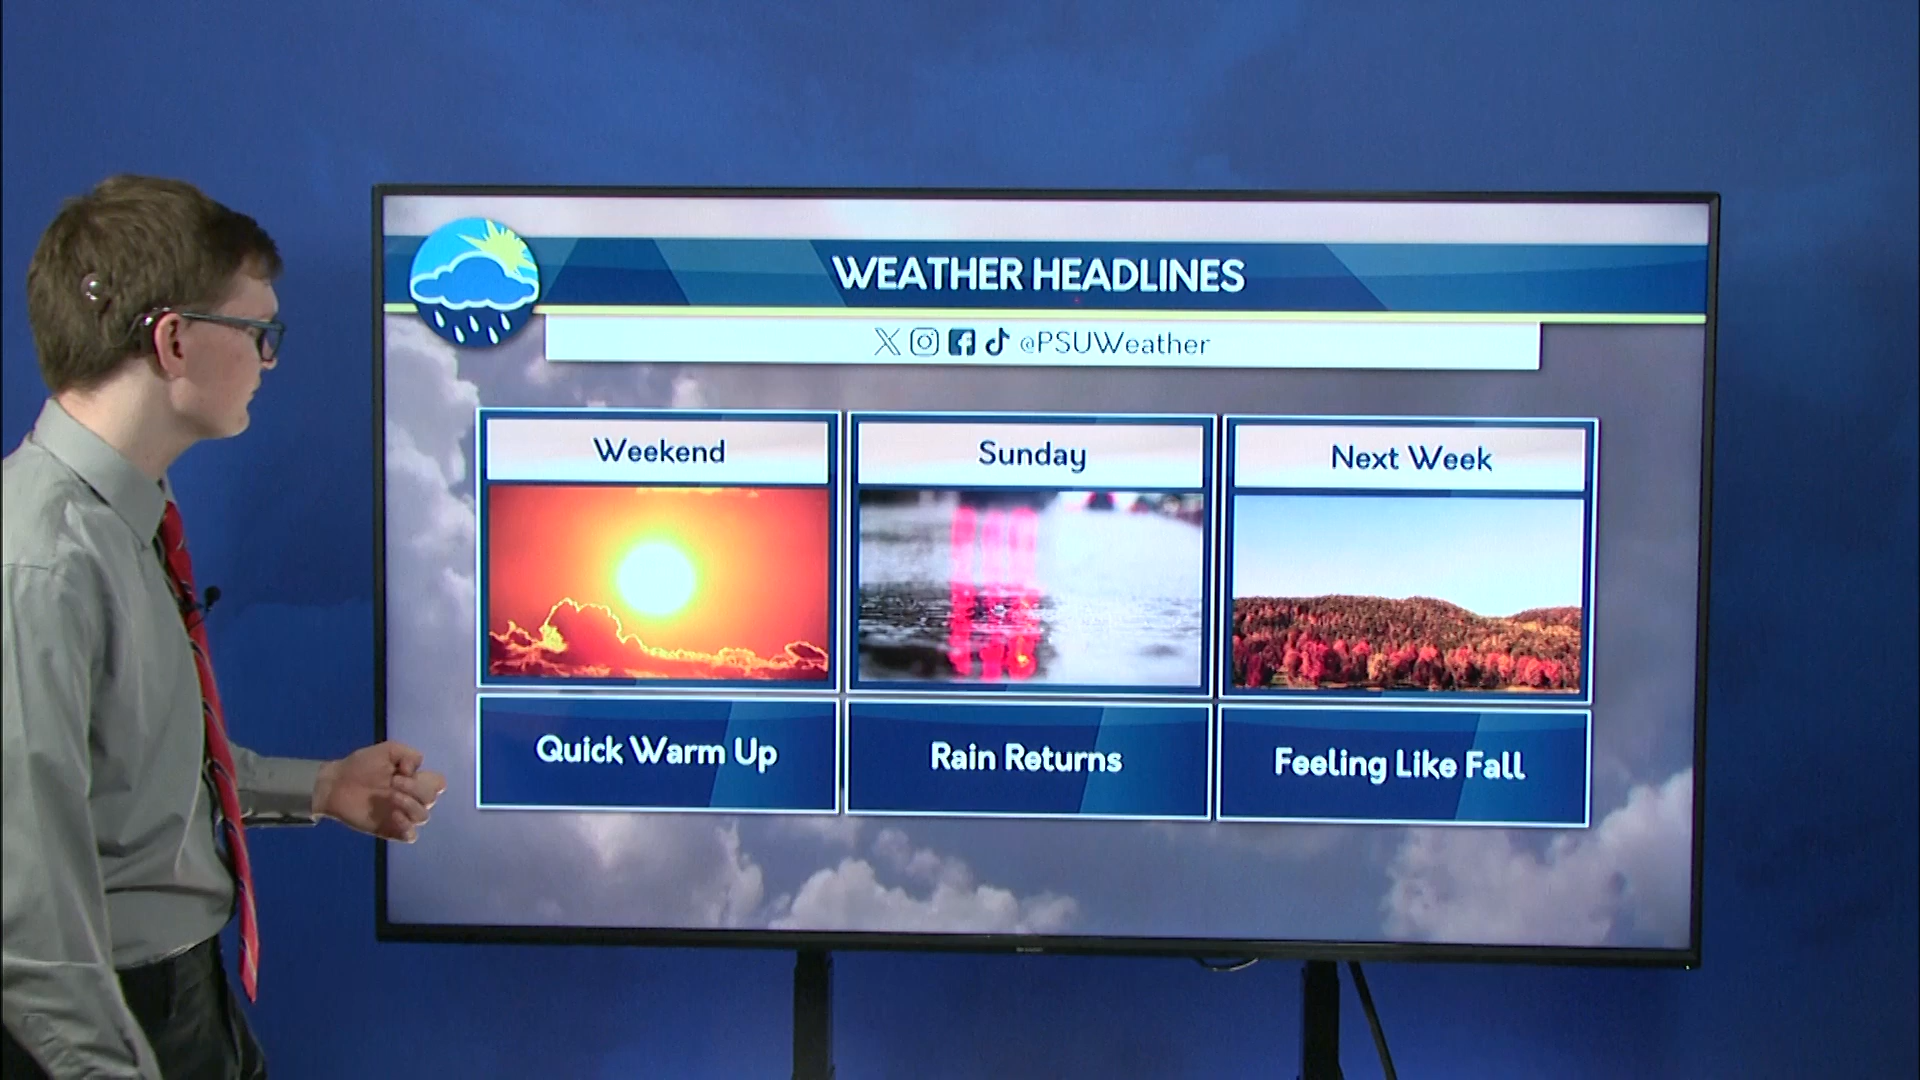 WEATHER HEADLINES
@PSUWeather
Weekend
Sunday
Next Week
Quick Warm Up
Rain Returns
Feeling Like Fall